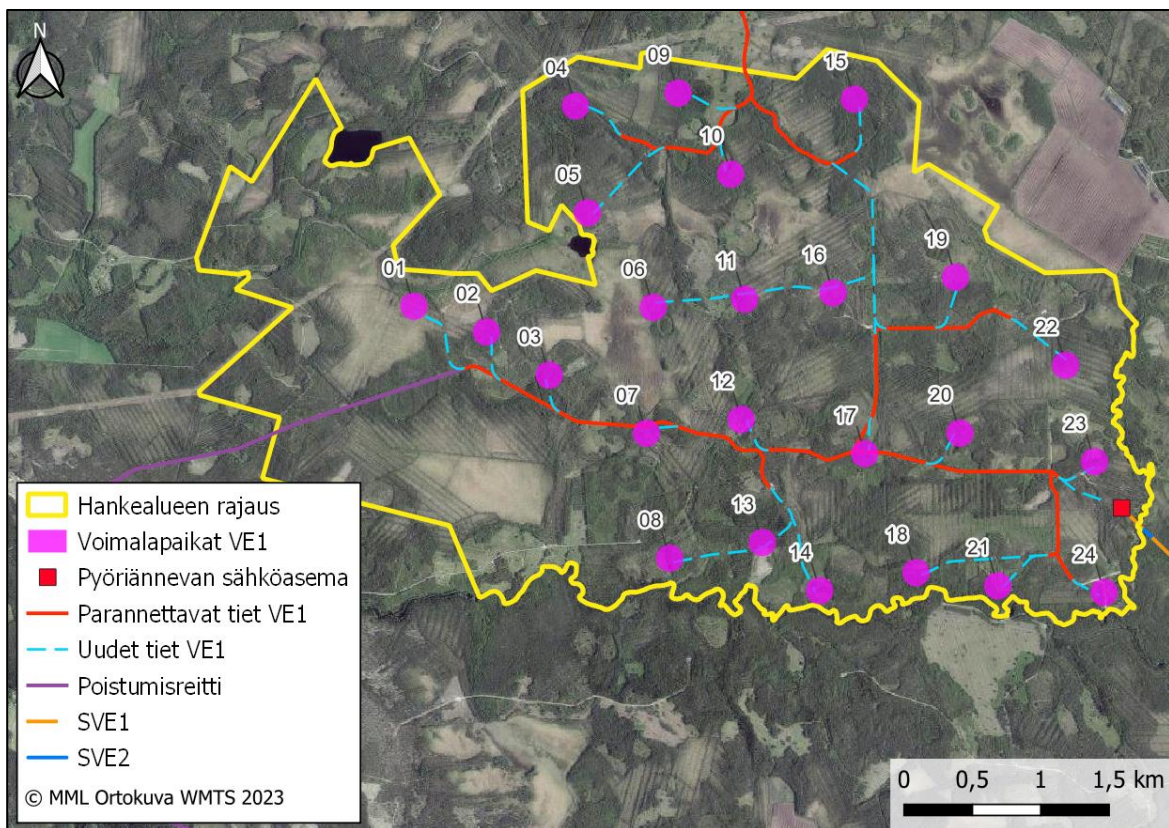 N
09
15
04
10
05
19
06
11
16
01
02
22
03
12
20
07
17
23
13
08
14
18
21
24
Hankealueen rajaus
Voimalapaikat VE1
Pyöriännevan sähköasema
Parannettavat tiet VE1
Uudet tiet VE1
Poistumisreitti
SVE1
SVE2
© MML Ortokuva WMTS 2023
0 0,5 1 1,5 km